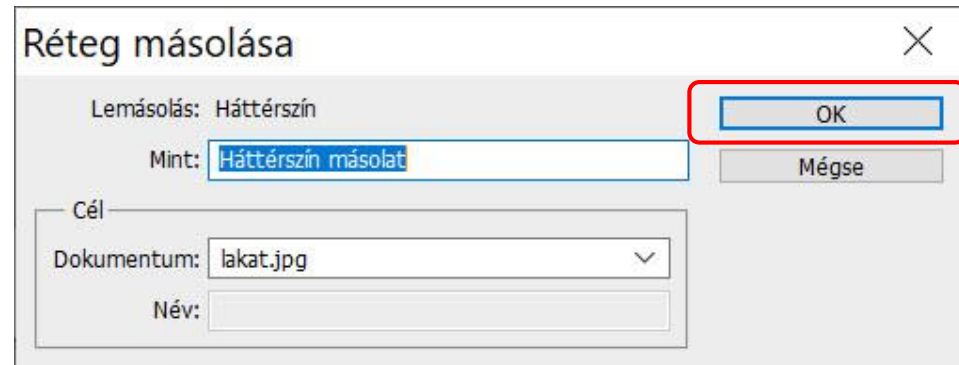 Réteg másolása
Lemásolás: Háttérszín
OK
Mint: Háttérszín másolat
Mégse
Cél
Dokumentum: lakat.jpg
Név: